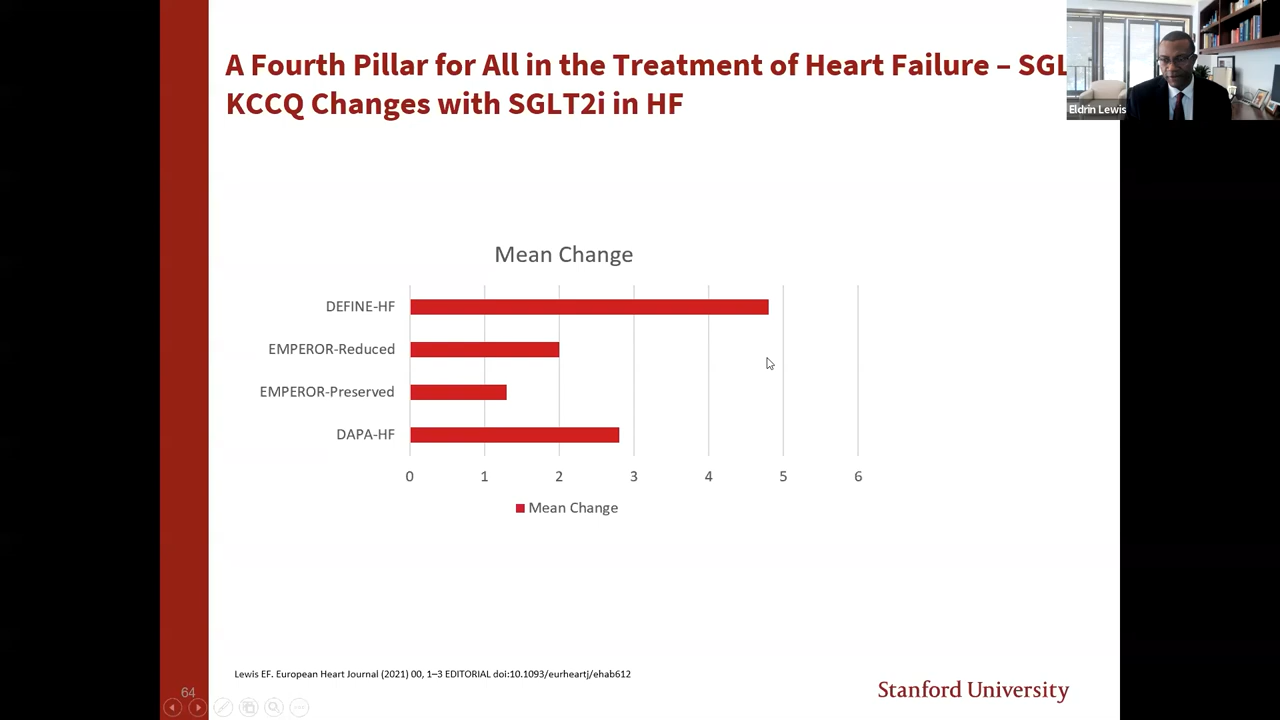 A Fourth Pillar for All in the Treatment of Heart Failure – SGL
KCCQ Changes with SGLT2i in HF
Eldrin Lewis
Mean Change
DEFINE-HF
EMPEROR-Reduced
EMPEROR-Preserved
DAPA-HF
0 1 2 3 4 5 6
Mean Change
Lewis EF. European Heart Journal (2021) 00, 1–3 EDITORIAL doi:10.1093/eurheartj/ehab612
64
Stanford University